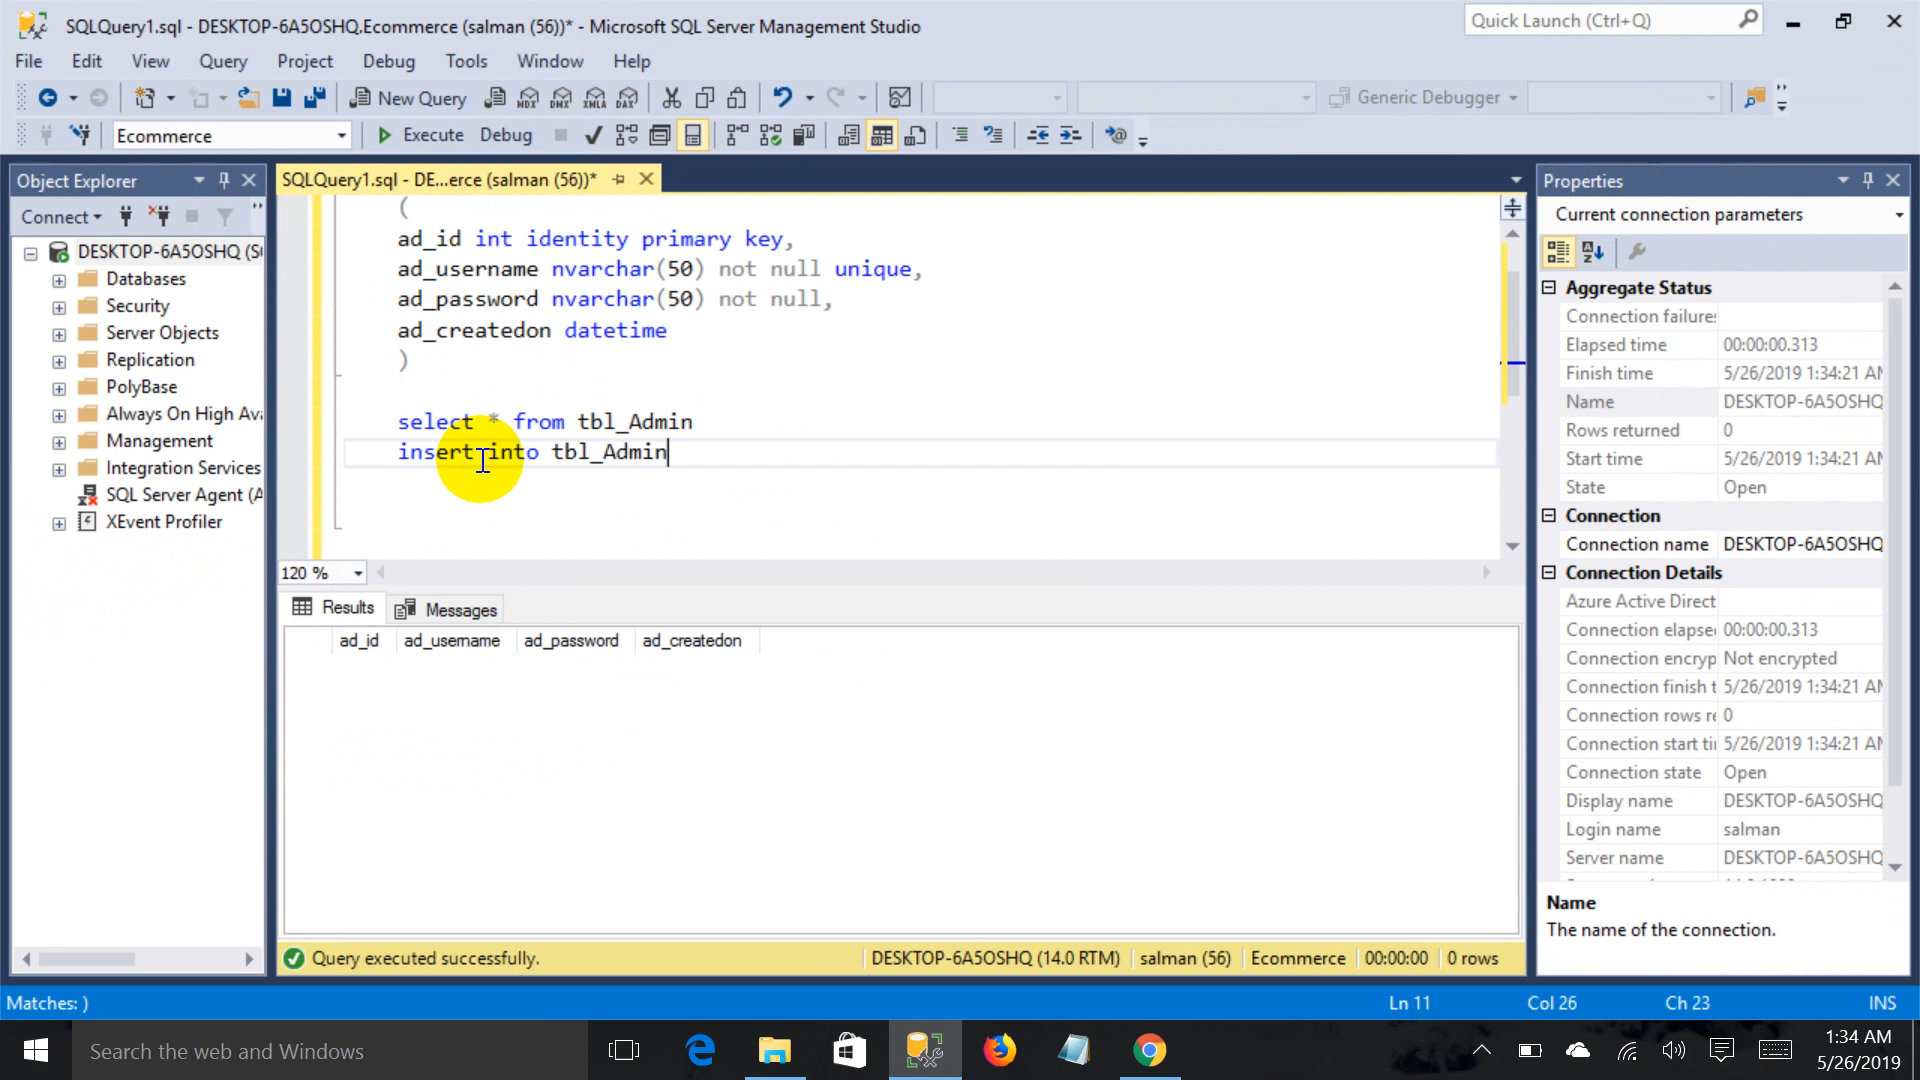 SQLQuery1.sql - DESKTOP-6A5OSHQ.Ecommerce (salman (56))* - Microsoft SQL Server Management Studio
Quick Launch (Ctrl+Q)
File Edit View Query Project Debug Tools Window Help
New Query MDX DMX XMLA DAX Generic Debugger
Ecommerce Execute Debug
Object Explorer
Connect
DESKTOP-6A5OSHQ (S
Databases
Security
Server Objects
Replication
PolyBase
Always On High Ava
Management
Integration Services
SQL Server Agent (A
XEvent Profiler
SQLQuery1.sql - DE...erce (salman (56))*
(
ad_id int identity primary key,
ad_username nvarchar(50) not null unique,
ad_password nvarchar(50) not null,
ad_createdon datetime
)
select * from tbl_Admin
insert into tbl_Admin
120 %
Results Messages
ad_id ad_username ad_password ad_createdon
Query executed successfully. DESKTOP-6A5OSHQ (14.0 RTM) salman (56) Ecommerce 00:00:00 0 rows
Properties
Current connection parameters
Aggregate Status
Connection failures
Elapsed time 00:00:00.313
Finish time 5/26/2019 1:34:21 AM
Name DESKTOP-6A5OSHQ
Rows returned 0
Start time 5/26/2019 1:34:21 AM
State Open
Connection
Connection name DESKTOP-6A5OSHQ
Connection Details
Azure Active Direct
Connection elapse 00:00:00.313
Connection encryp Not encrypted
Connection finish t 5/26/2019 1:34:21 AM
Connection rows re 0
Connection start ti 5/26/2019 1:34:21 AM
Connection state Open
Display name DESKTOP-6A5OSHQ
Login name salman
Server name DESKTOP-6A5OSHQ
Name
The name of the connection.
Matches: ) Ln 11 Col 26 Ch 23 INS
Search the web and Windows
1:34 AM
5/26/2019